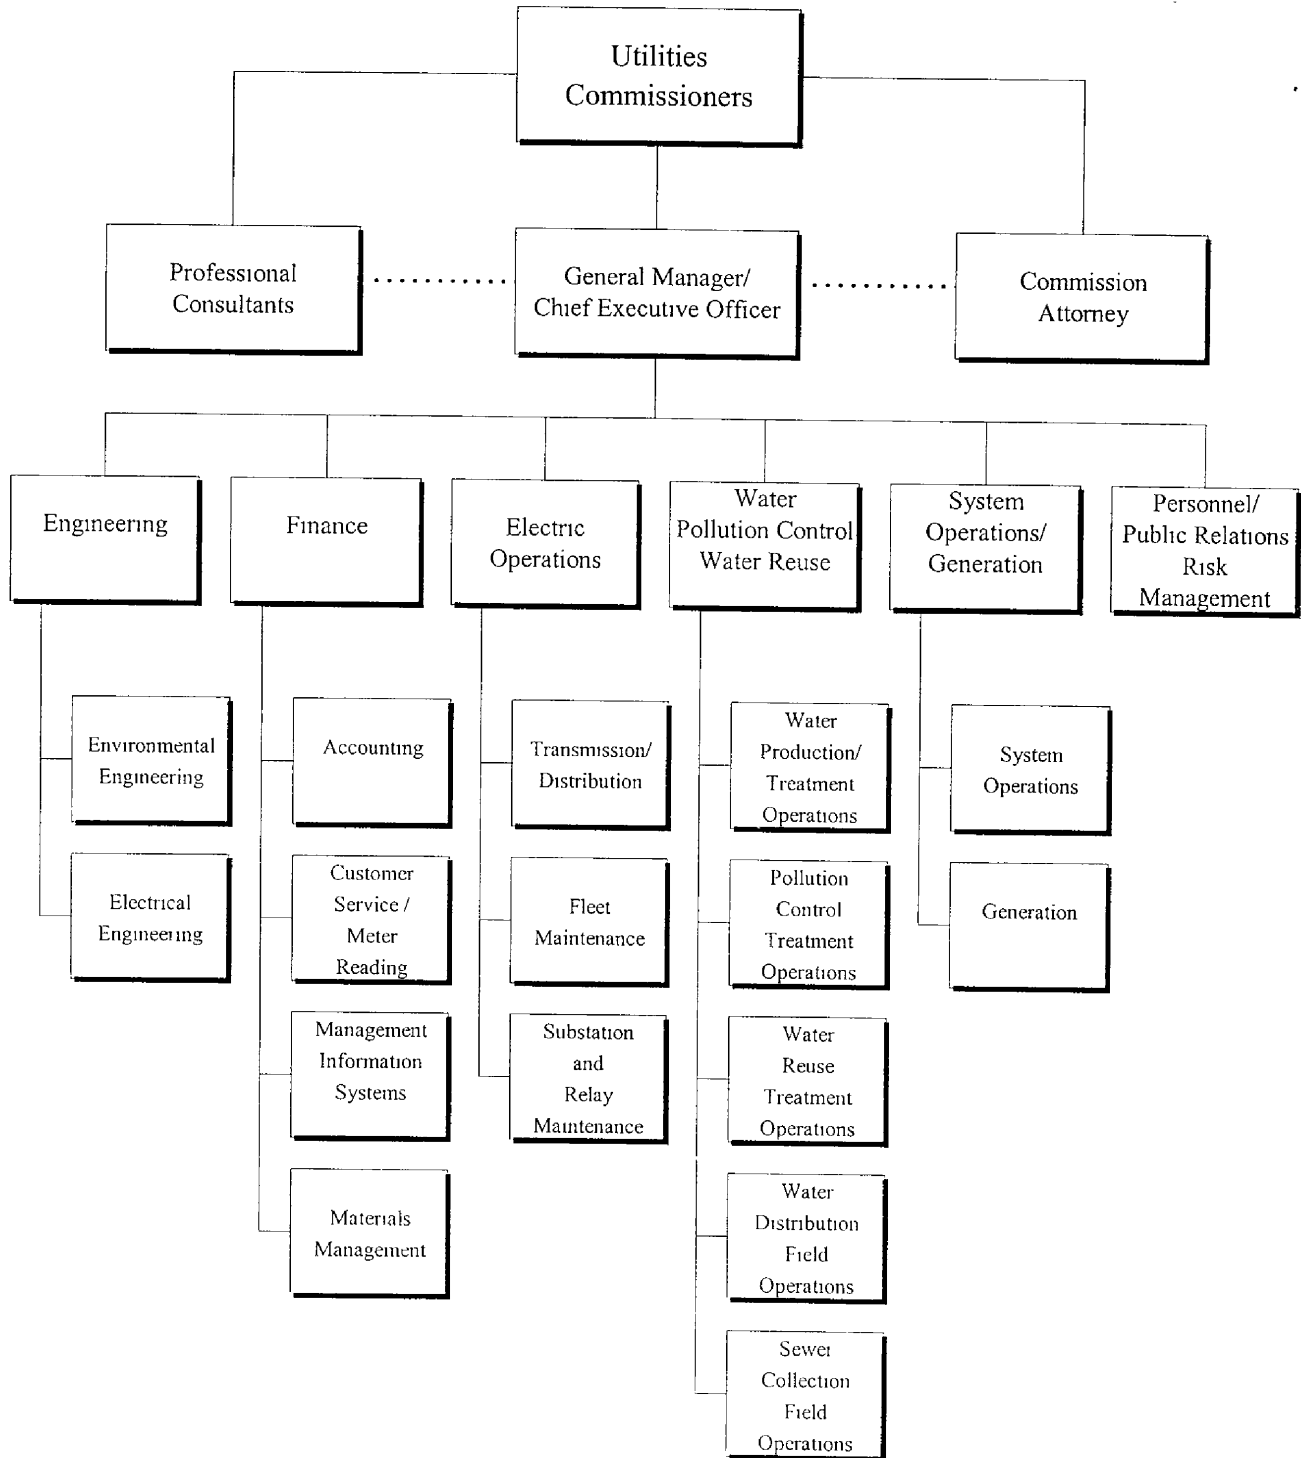 Utilities
Commissioners
Professional
Consultants
General Manager/
Chief Executive Officer
Commission
Attorney
Engineering
Finance
Electric
Operations
Water
Pollution Control
Water Reuse
System
Operations/
Generation
Personnel/
Public Relations
Risk
Management
Environmental
Engineering
Electrical
Engineering
Accounting
Customer
Service /
Meter
Reading
Management
Information
Systems
Materials
Management
Transmission/
Distribution
Fleet
Maintenance
Substation
and
Relay
Maintenance
Water
Production/
Treatment
Operations
Pollution
Control
Treatment
Operations
Water
Reuse
Treatment
Operations
Water
Distribution
Field
Operations
Sewer
Collection
Field
Operations
System
Operations
Generation